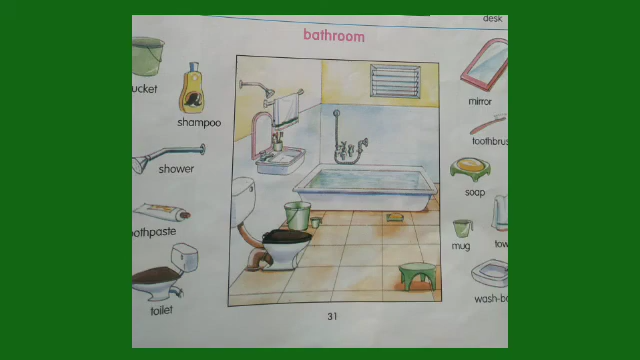 desk
bathroom
ucket
shampoo
shower
oothpaste
toilet
mirror
toothbrus
soap
mug
tow
wash-b
31